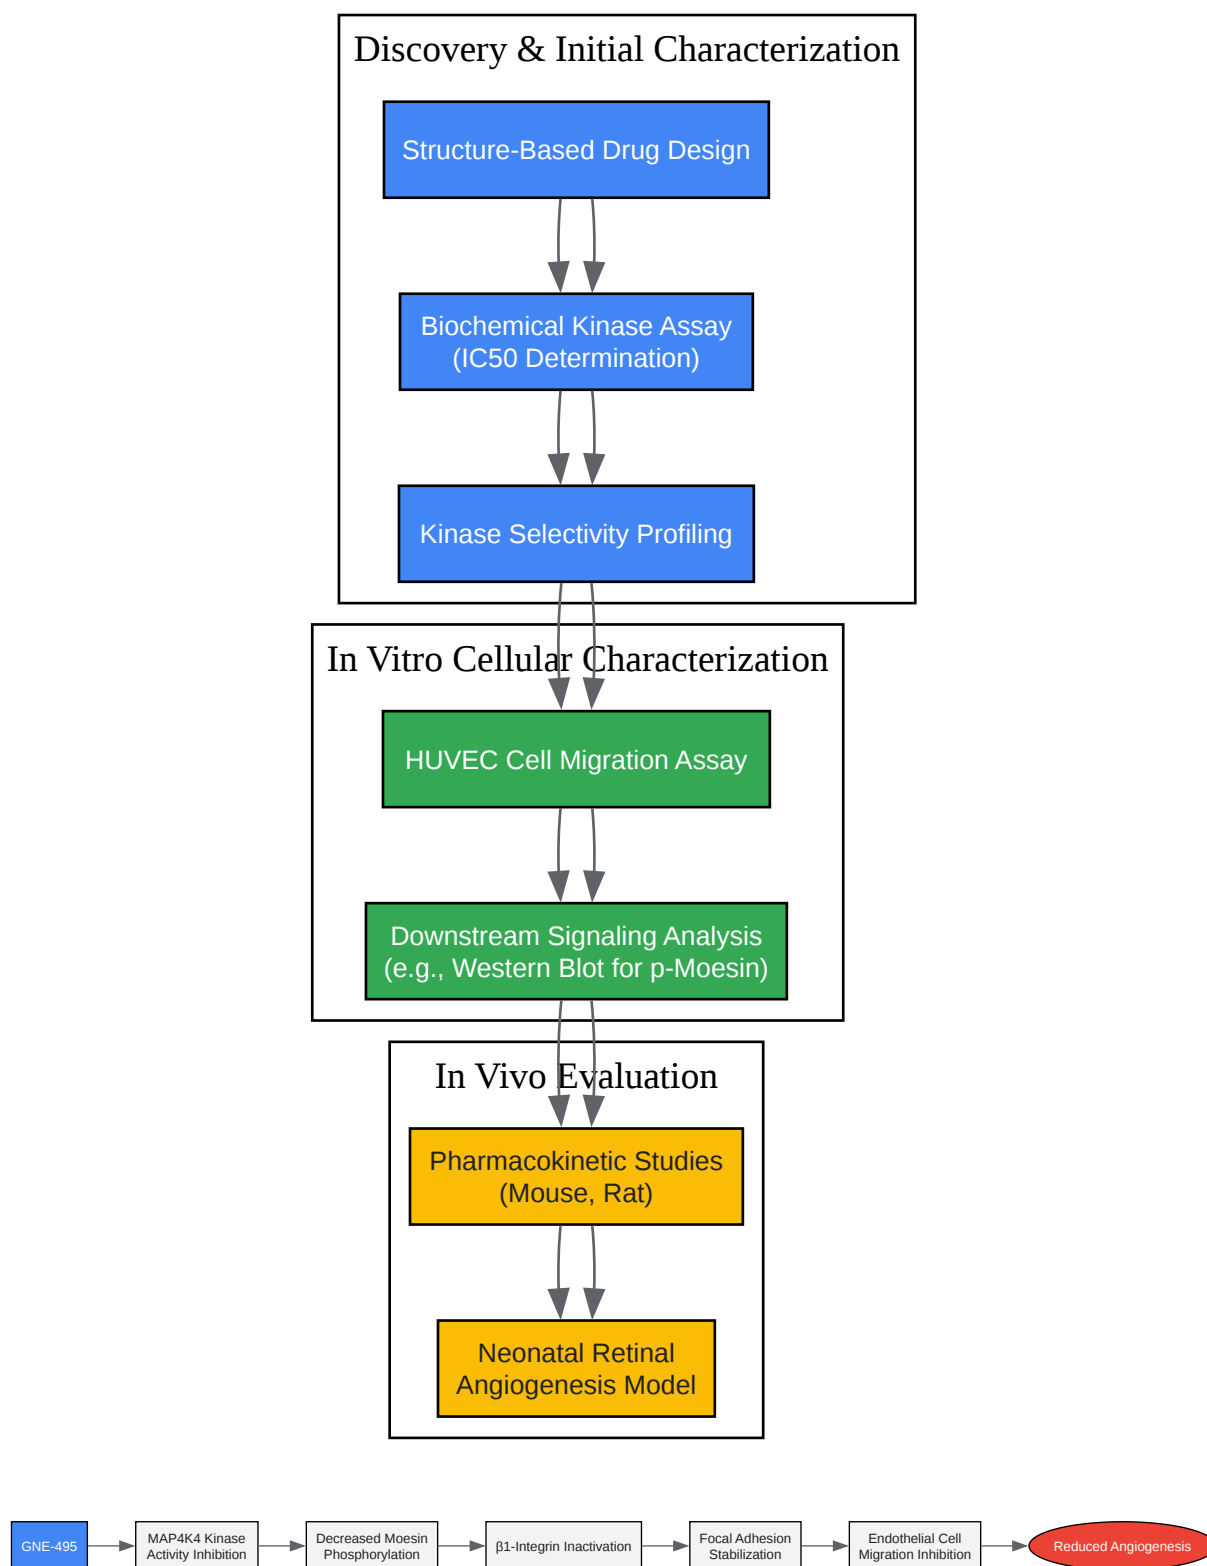 Discovery & Initial Characterization
Structure-Based Drug Design
Biochemical Kinase Assay
(IC50 Determination)
Kinase Selectivity Profiling
In Vitro Cellular Characterization
HUVEC Cell Migration Assay
Downstream Signaling Analysis
(e.g., Western Blot for p-Moesin)
In Vivo Evaluation
Pharmacokinetic Studies
(Mouse, Rat)
Neonatal Retinal
Angiogenesis Model
GNE-495
MAP4K4 Kinase
Activity Inhibition
Decreased Moesin
Phosphorylation
β1-Integrin Inactivation
Focal Adhesion
Stabilization
Endothelial Cell
Migration Inhibition
Reduced Angiogenesis